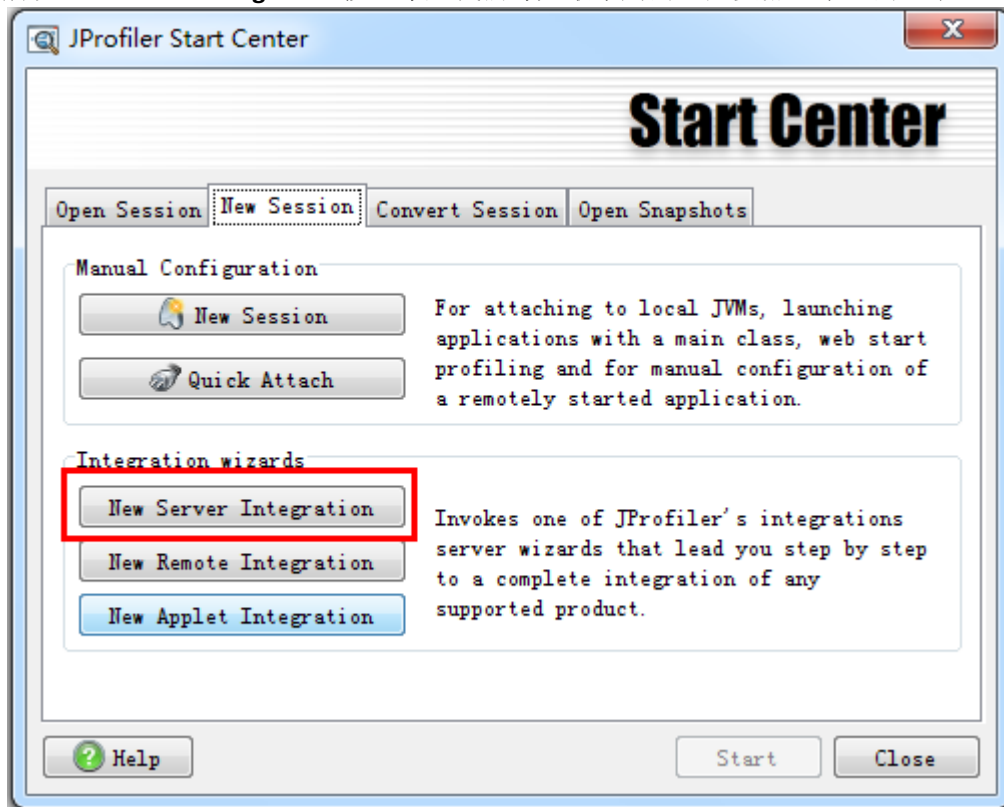 JProfiler Start Center
Start Center
Open Session New Session Convert Session Open Snapshots
Manual Configuration
New Session
Quick Attach
For attaching to local JVMs, launching
applications with a main class, web start
profiling and for manual configuration of
a remotely started application.
Integration wizards
New Server Integration
New Remote Integration
New Applet Integration
Invokes one of JProfiler's integrations
server wizards that lead you step by step
to a complete integration of any
supported product.
Help Start Close